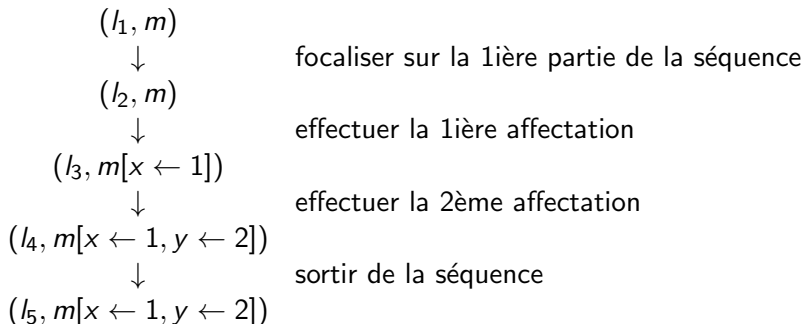 (l₁, m)
↓ focaliser sur la 1ière partie de la séquence
(l₂, m)
↓ effectuer la 1ière affectation
(l₃, m[x ← 1])
↓ effectuer la 2ème affectation
(l₄, m[x ← 1, y ← 2])
↓ sortir de la séquence
(l₅, m[x ← 1, y ← 2])